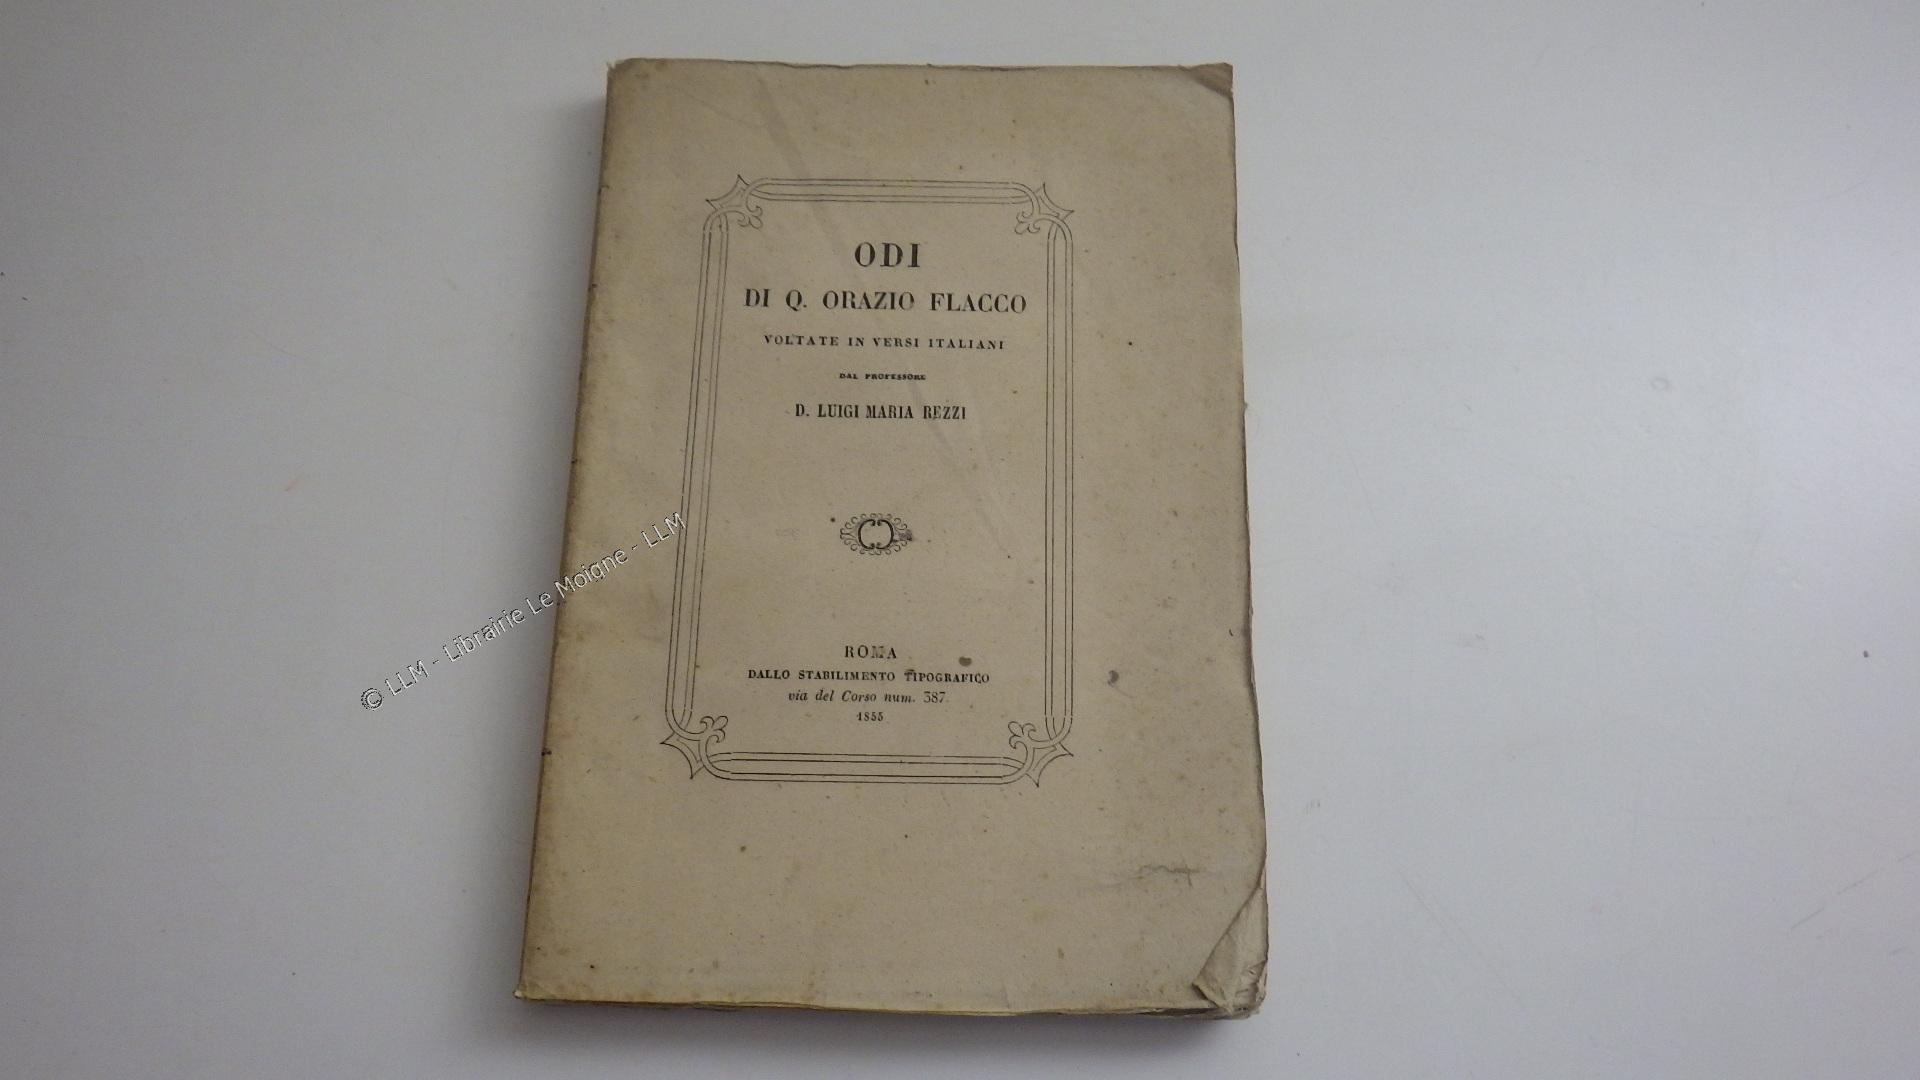 ODI
DI Q. ORAZIO FLACCO
VOLTATE IN VERSI ITALIANI
DAL PROFESSORE
D. LUIGI MARIA REZZI
ROMA
DALLO STABILIMENTO TIPOGRAFICO
via del Corso num. 387.
1855
© LLM - Librairie Le Moigne - LLM